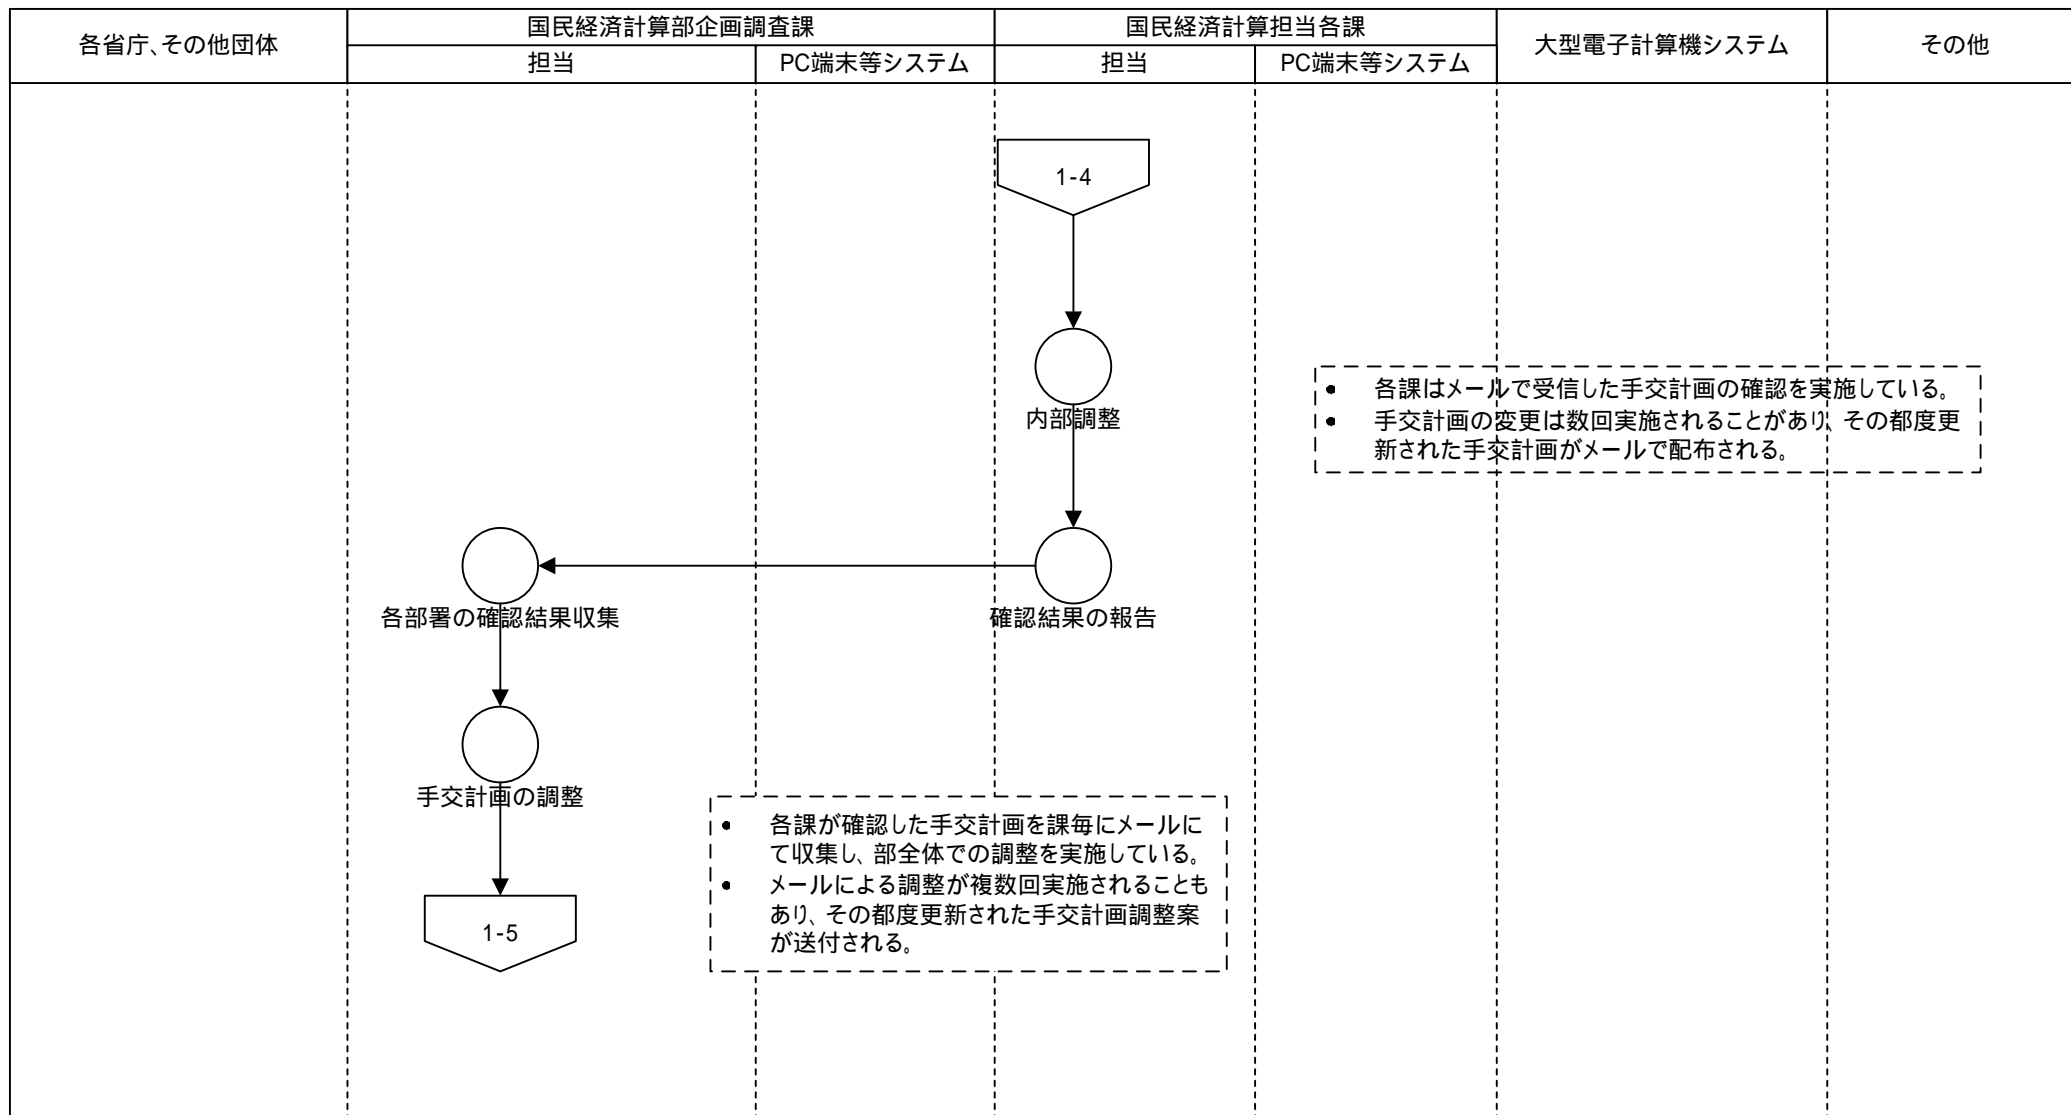 各省庁、その他団体
国民経済計算部企画調査課
国民経済計算担当各課
大型電子計算機システム
その他
担当
PC端末等システム
担当
PC端末等システム
1-4
内部調整
• 各課はメールで受信した手交計画の確認を実施している。
• 手交計画の変更は数回実施されることがあり、その都度更
新された手交計画がメールで配布される。
各部署の確認結果収集
確認結果の報告
手交計画の調整
• 各課が確認した手交計画を課毎にメールに
て収集し、部全体での調整を実施している。
• メールによる調整が複数回実施されることも
あり、その都度更新された手交計画調整案
が送付される。
1-5